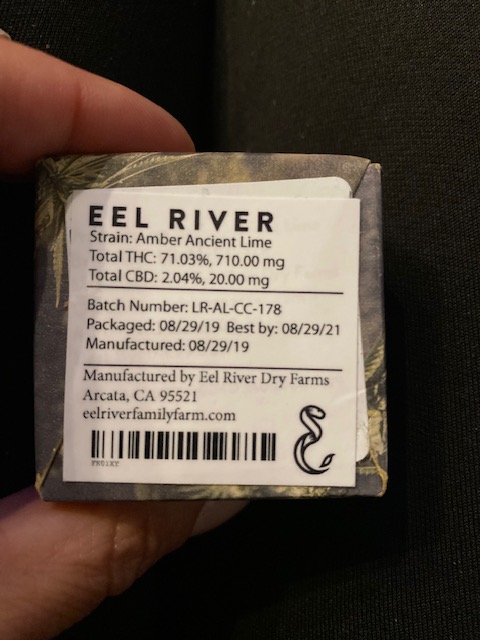 EEL RIVER
Strain: Amber Ancient Lime
Total THC: 71.03%, 710.00 mg
Total CBD: 2.04%, 20.00 mg
Batch Number: LR-AL-CC-178
Packaged: 08/29/19 Best by: 08/29/21
Manufactured: 08/29/19
Manufactured by Eel River Dry Farms
Arcata, CA 95521
eelriverfamilyfarm.com